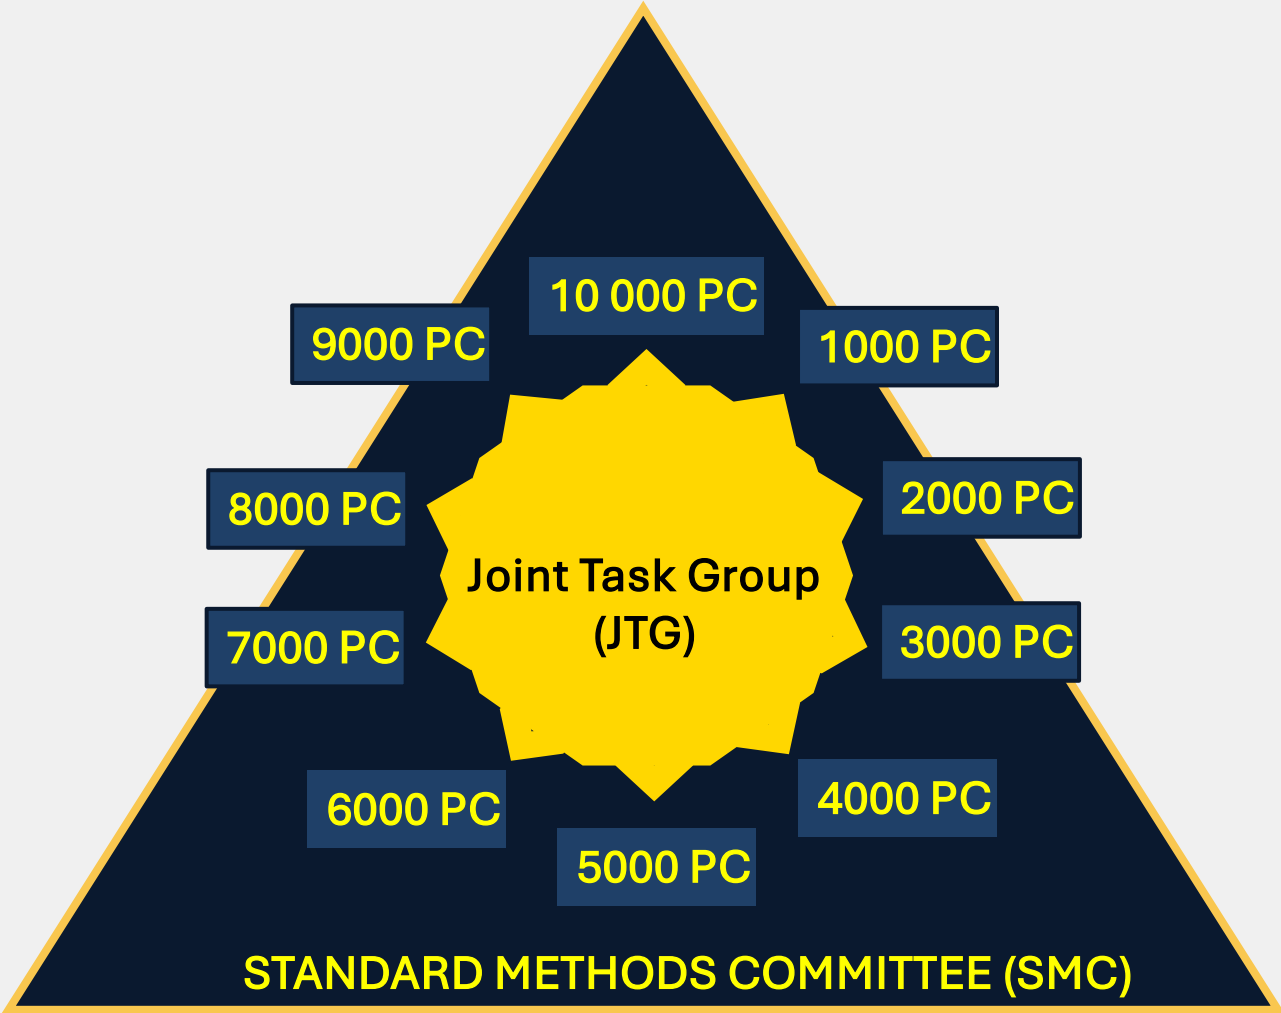 10 000 PC
9000 PC
1000 PC
8000 PC
2000 PC
Joint Task Group
(JTG)
7000 PC
3000 PC
6000 PC
4000 PC
5000 PC
STANDARD METHODS COMMITTEE (SMC)